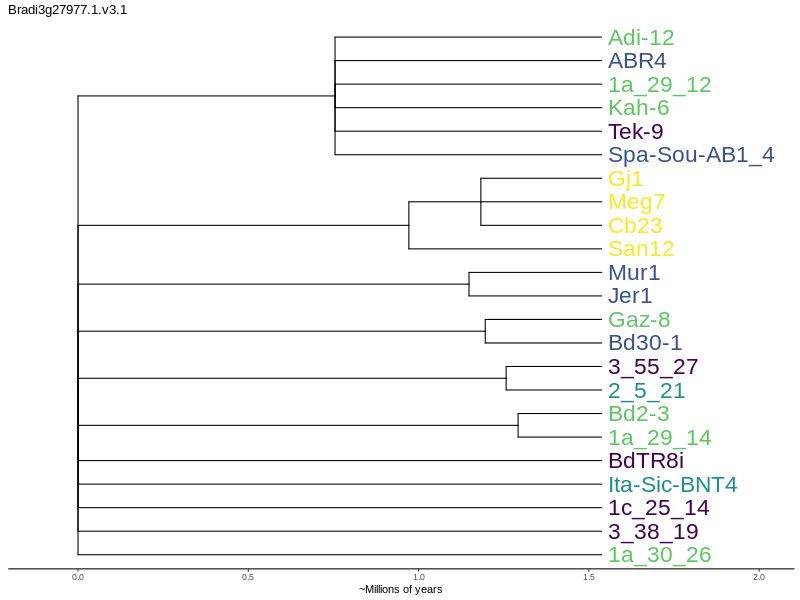 Bradi3g27977.1.v3.1
Adi-12
ABR4
1a_29_12
Kah-6
Tek-9
Spa-Sou-AB1_4
Gj1
Meg7
Cb23
San12
Mur1
Jer1
Gaz-8
Bd30-1
3_55_27
2_5_21
Bd2-3
1a_29_14
BdTR8i
Ita-Sic-BNT4
1c_25_14
3_38_19
1a_30_26
0.0 0.5 1.0 1.5 2.0
~Millions of years